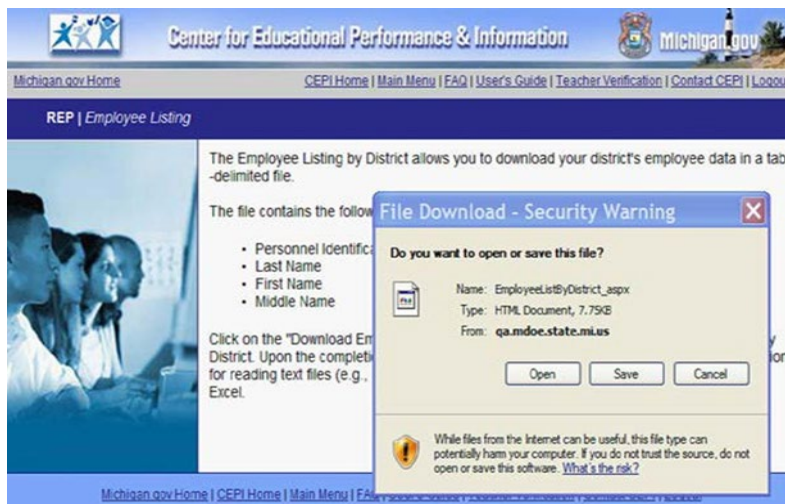 Center for Educational Performance & Information
Michigan.gov
Michigan.gov Home
CEPI Home | Main Menu | FAQ | User's Guide | Teacher Verification | Contact CEPI | Logou
REP | Employee Listing
The Employee Listing by District allows you to download your district's employee data in a tab
-delimited file.
The file contains the follow
• Personnel Identifica
• Last Name
• First Name
• Middle Name
Click on the "Download Em
District. Upon the completi
for reading text files (e.g.,
Excel.
File Download - Security Warning
Do you want to open or save this file?
Name: EmployeeListByDistrict_aspx
Type: HTML Document, 7.75KB
From: qa.mdoe.state.mi.us
Open Save Cancel
While files from the Internet can be useful, this file type can
potentially harm your computer. If you do not trust the source, do not
open or save this software. What's the risk?
Michigan.gov Home | CEPI Home | Main Menu |